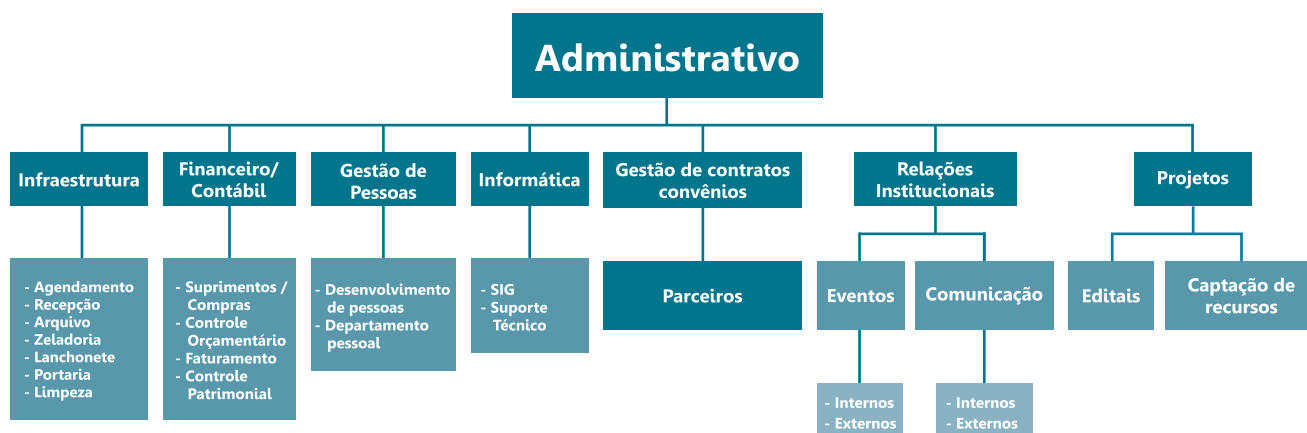 Administrativo
Infraestrutura
- Agendamento
- Recepção
- Arquivo
- Zeladoria
- Lanchonete
- Portaria
- Limpeza
Financeiro/
Contábil
- Suprimentos /
Compras
- Controle
Orçamentário
- Faturamento
- Controle
Patrimonial
Gestão de
Pessoas
- Desenvolvimento
de pessoas
- Departamento
pessoal
Informática
- SIG
- Suporte
Técnico
Gestão de contratos
convênios
Parceiros
Relações
Institucionais
Eventos
- Internos
- Externos
Comunicação
- Internos
- Externos
Projetos
Editais
Captação de
recursos